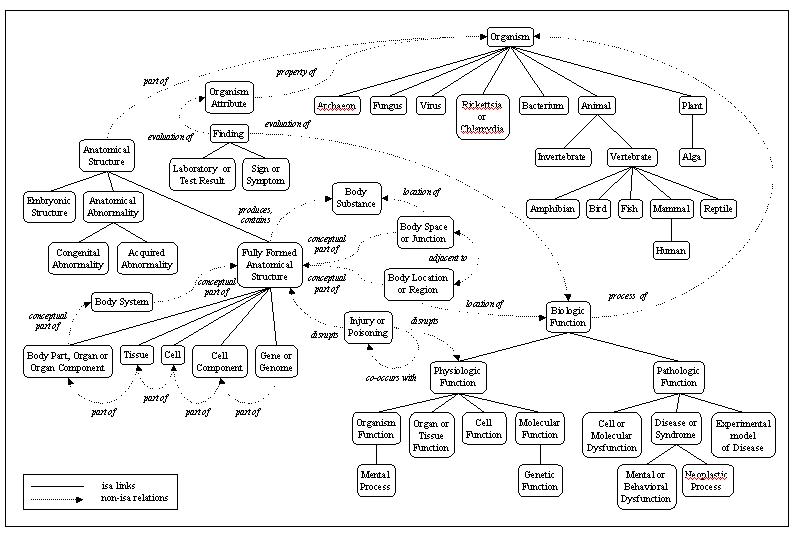 Organism
part of
property of
Organism
Attribute
Archaeon
Fungus
Virus
Rickettsia
or
Chlamydia
Bacterium
Animal
Plant
evaluation of
evaluation of
Finding
Anatomical
Structure
Laboratory or
Test Result
Sign or
Symptom
Invertebrate
Vertebrate
Alga
Embryonic
Structure
Anatomical
Abnormality
Body
Substance
location of
Amphibian
Bird
Fish
Mammal
Reptile
produces,
contains
Body Space
or Junction
Congenital
Abnormality
Acquired
Abnormality
Fully Formed
Anatomical
Structure
conceptual
part of
adjacent to
Human
conceptual
part of
Body Location
or Region
conceptual
part of
Body System
location of
process of
conceptual
part of
Injury or
Poisoning
disrupts
disrupts
Biologic
Function
Body Part, Organ or
Organ Component
Tissue
Cell
Cell
Component
Gene or
Genome
co-occurs with
part of
part of
part of
part of
Physiologic
Function
Pathologic
Function
Organism
Function
Organ or
Tissue
Function
Cell
Function
Molecular
Function
Cell or
Molecular
Dysfunction
Disease or
Syndrome
Experimental
model
of Disease
Mental
Process
Genetic
Function
Mental or
Behavioral
Dysfunction
Neoplastic
Process
isa links
non-isa relations